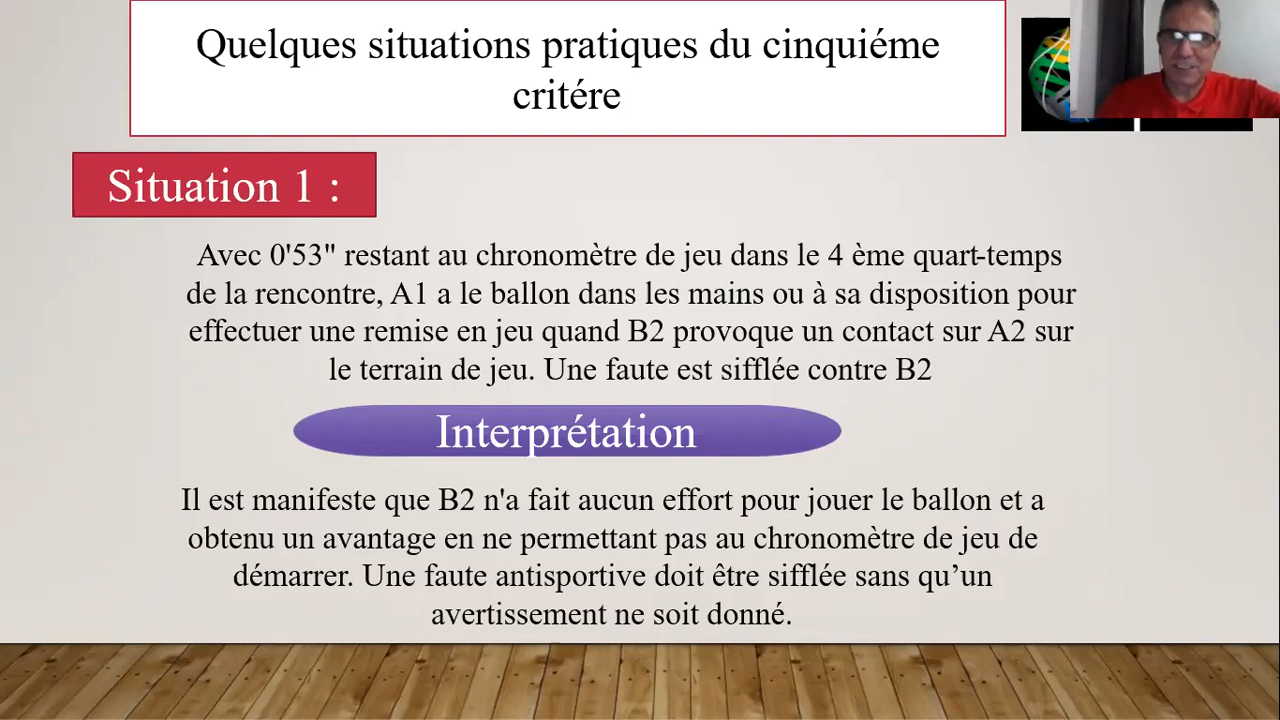 Quelques situations pratiques du cinquiéme
critére
Situation 1 :
Avec 0'53" restant au chronomètre de jeu dans le 4 ème quart-temps
de la rencontre, A1 a le ballon dans les mains ou à sa disposition pour
effectuer une remise en jeu quand B2 provoque un contact sur A2 sur
le terrain de jeu. Une faute est sifflée contre B2
Interprétation
Il est manifeste que B2 n'a fait aucun effort pour jouer le ballon et a
obtenu un avantage en ne permettant pas au chronomètre de jeu de
démarrer. Une faute antisportive doit être sifflée sans qu’un
avertissement ne soit donné.